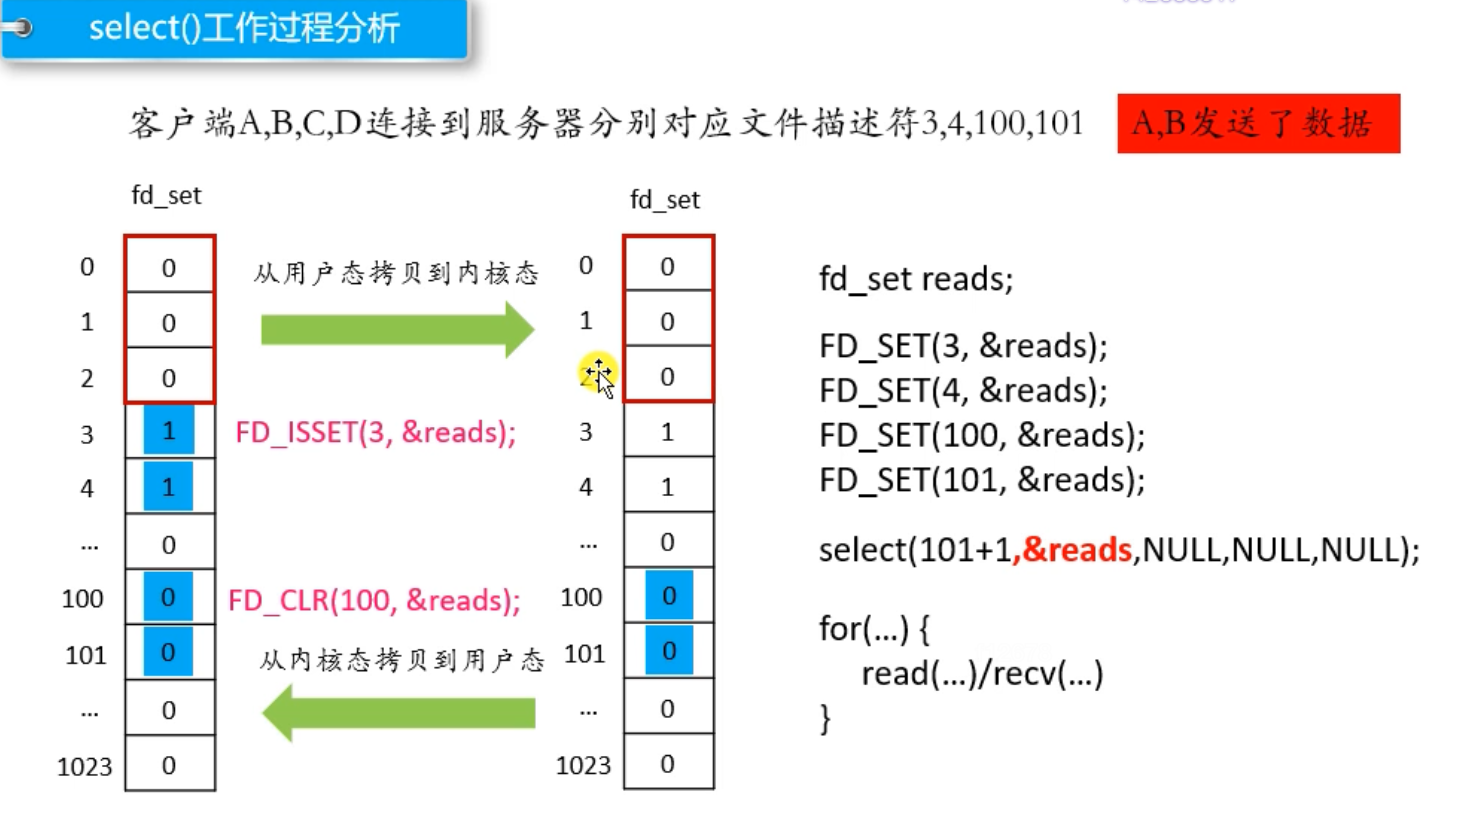 select()工作过程分析
客户端A,B,C,D连接到服务器分别对应文件描述符3,4,100,101
A,B发送了数据
fd_set
0 0
1 0
2 0
3 1
4 1
... 0
100 0
101 0
... 0
1023 0
从用户态拷贝到内核态
FD_ISSET(3, &reads);
FD_CLR(100, &reads);
从内核态拷贝到用户态
fd_set
0 0
1 0
0
3 1
4 1
... 0
100 0
101 0
... 0
1023 0
fd_set reads;
FD_SET(3, &reads);
FD_SET(4, &reads);
FD_SET(100, &reads);
FD_SET(101, &reads);
select(101+1,&reads,NULL,NULL,NULL);
for(...) {
read(...)/recv(...)
}